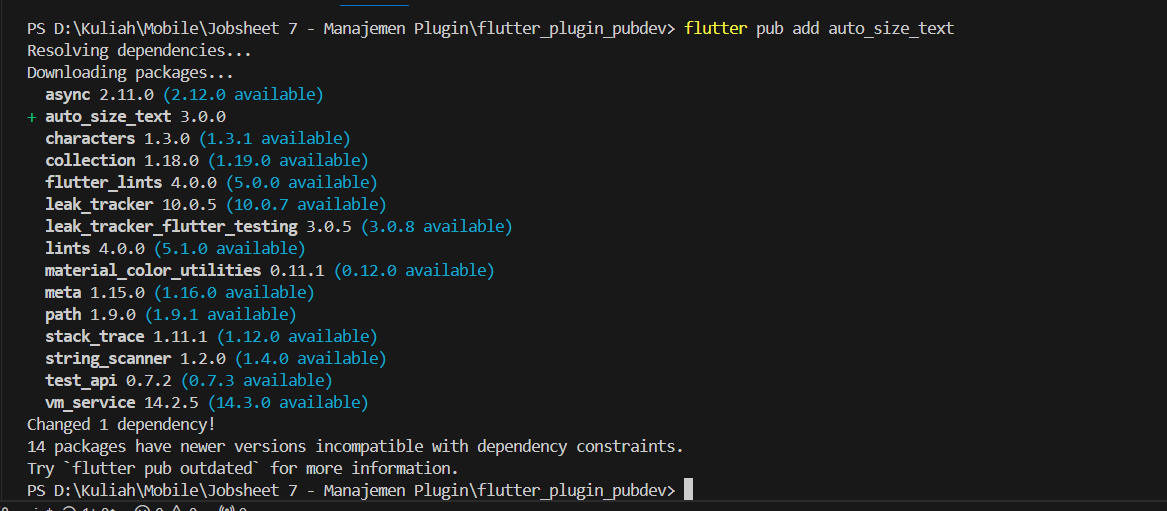 PS D:\Kuliah\Mobile\Jobsheet 7 - Manajemen Plugin\flutter_plugin_pubdev> flutter pub add auto_size_text
Resolving dependencies...
Downloading packages...
async 2.11.0 (2.12.0 available)
+ auto_size_text 3.0.0
characters 1.3.0 (1.3.1 available)
collection 1.18.0 (1.19.0 available)
flutter_lints 4.0.0 (5.0.0 available)
leak_tracker 10.0.5 (10.0.7 available)
leak_tracker_flutter_testing 3.0.5 (3.0.8 available)
lints 4.0.0 (5.1.0 available)
material_color_utilities 0.11.1 (0.12.0 available)
meta 1.15.0 (1.16.0 available)
path 1.9.0 (1.9.1 available)
stack_trace 1.11.1 (1.12.0 available)
string_scanner 1.2.0 (1.4.0 available)
test_api 0.7.2 (0.7.3 available)
vm_service 14.2.5 (14.3.0 available)
Changed 1 dependency!
14 packages have newer versions incompatible with dependency constraints.
Try `flutter pub outdated` for more information.
PS D:\Kuliah\Mobile\Jobsheet 7 - Manajemen Plugin\flutter_plugin_pubdev>